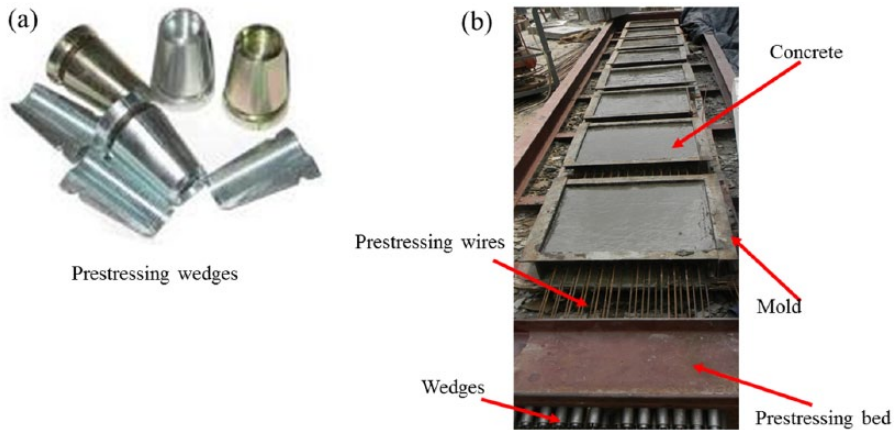 (a)
Prestressing wedges
(b)
Concrete
Prestressing wires
Mold
Wedges
Prestressing bed